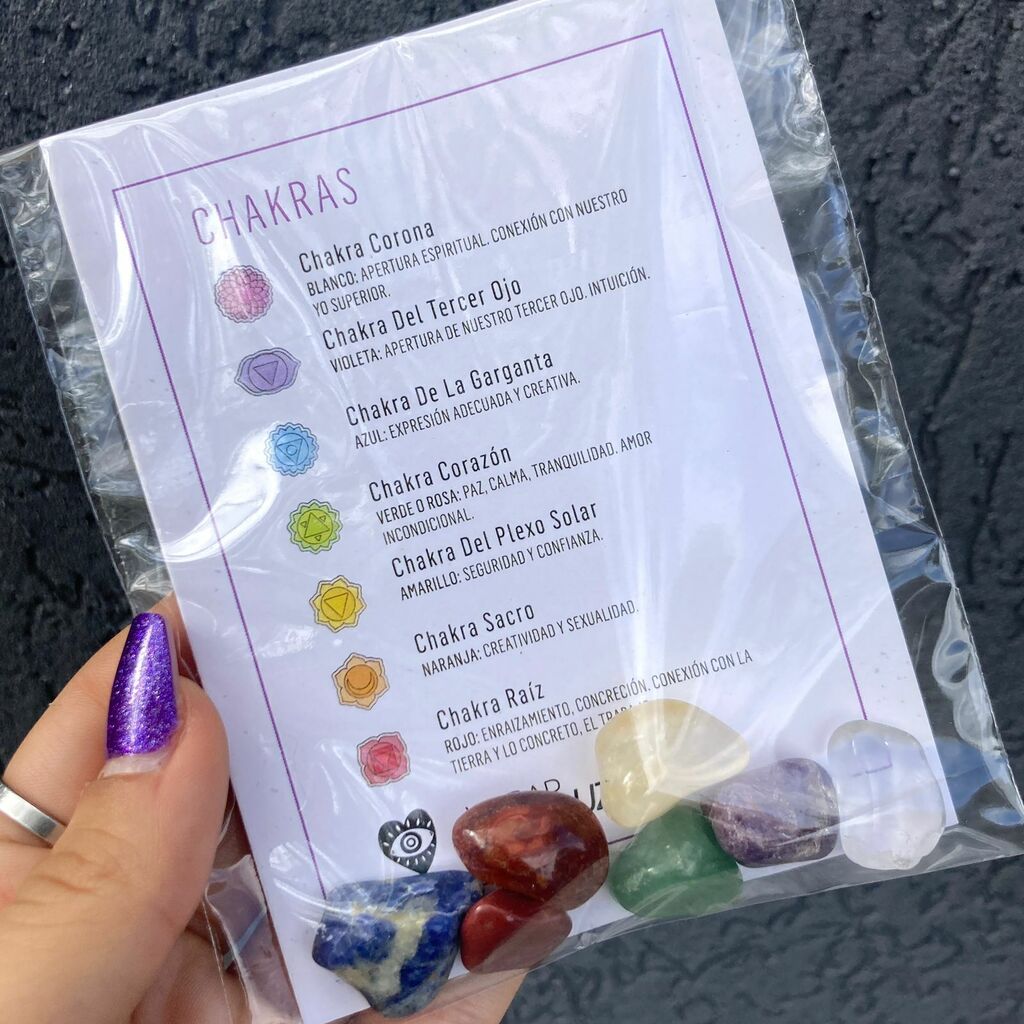 CHAKRAS
Chakra Corona
BLANCO: APERTURA ESPIRITUAL. CONEXIÓN CON NUESTRO
YO SUPERIOR.
Chakra Del Tercer Ojo
VIOLETA: APERTURA DE NUESTRO TERCER OJO. INTUICIÓN.
Chakra De La Garganta
AZUL: EXPRESIÓN ADECUADA Y CREATIVA.
Chakra Corazón
VERDE O ROSA: PAZ, CALMA, TRANQUILIDAD. AMOR
INCONDICIONAL.
Chakra Del Plexo Solar
AMARILLO: SEGURIDAD Y CONFIANZA.
Chakra Sacro
NARANJA: CREATIVIDAD Y SEXUALIDAD.
Chakra Raíz
ROJO: ENRAIZAMIENTO, CONCRECIÓN. CONEXIÓN CON LA
TIERRA Y LO CONCRETO, EL